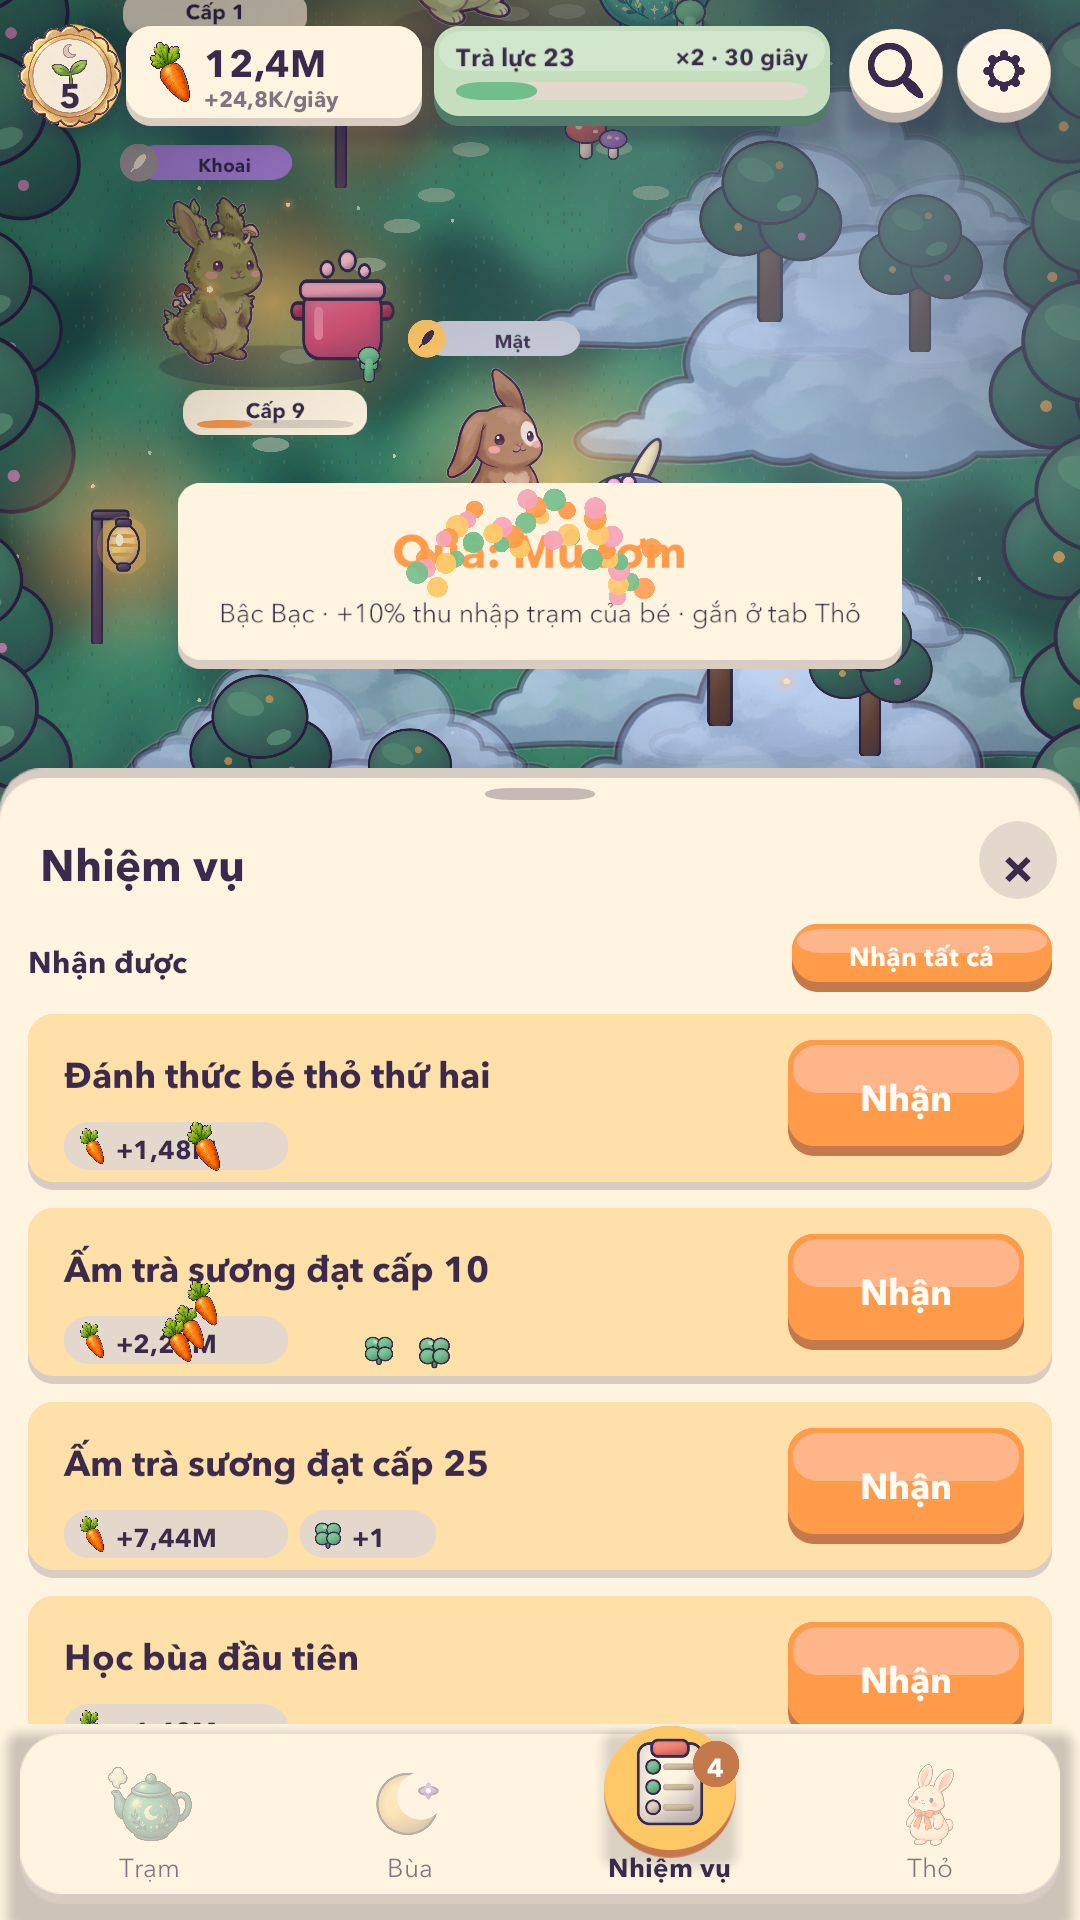 Cấp 1
5
12,4M
+24,8K/giây
Trà lực 23
×2 · 30 giây
Khoai
Mật
Cấp 9
Quà:
Bậc Bạc · +10% thu nhập trạm của bé · gắn ở tab Thỏ
Nhiệm vụ
Nhận được
Nhận tất cả
Đánh thức bé thỏ thứ hai
Nhận
Ấm trà sương đạt cấp 10
Nhận
Ấm trà sương đạt cấp 25
+7,44M
+1
Nhận
Học bùa đầu tiên
Nhận
4
Trạm
Bùa
Nhiệm vụ
Thỏ